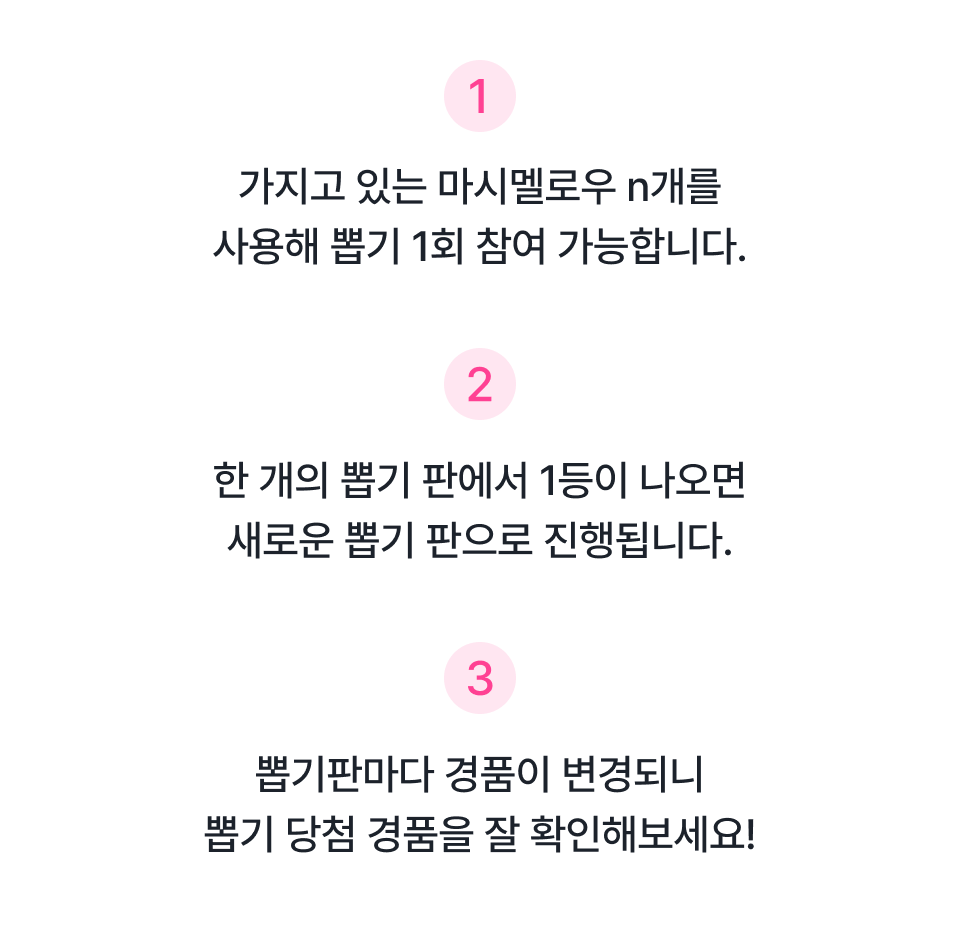 1
가지고 있는 마시멜로우 n개를
사용해 뽑기 1회 참여 가능합니다.
2
한 개의 뽑기 판에서 1등이 나오면
새로운 뽑기 판으로 진행됩니다.
3
뽑기판마다 경품이 변경되니
뽑기 당첨 경품을 잘 확인해보세요!